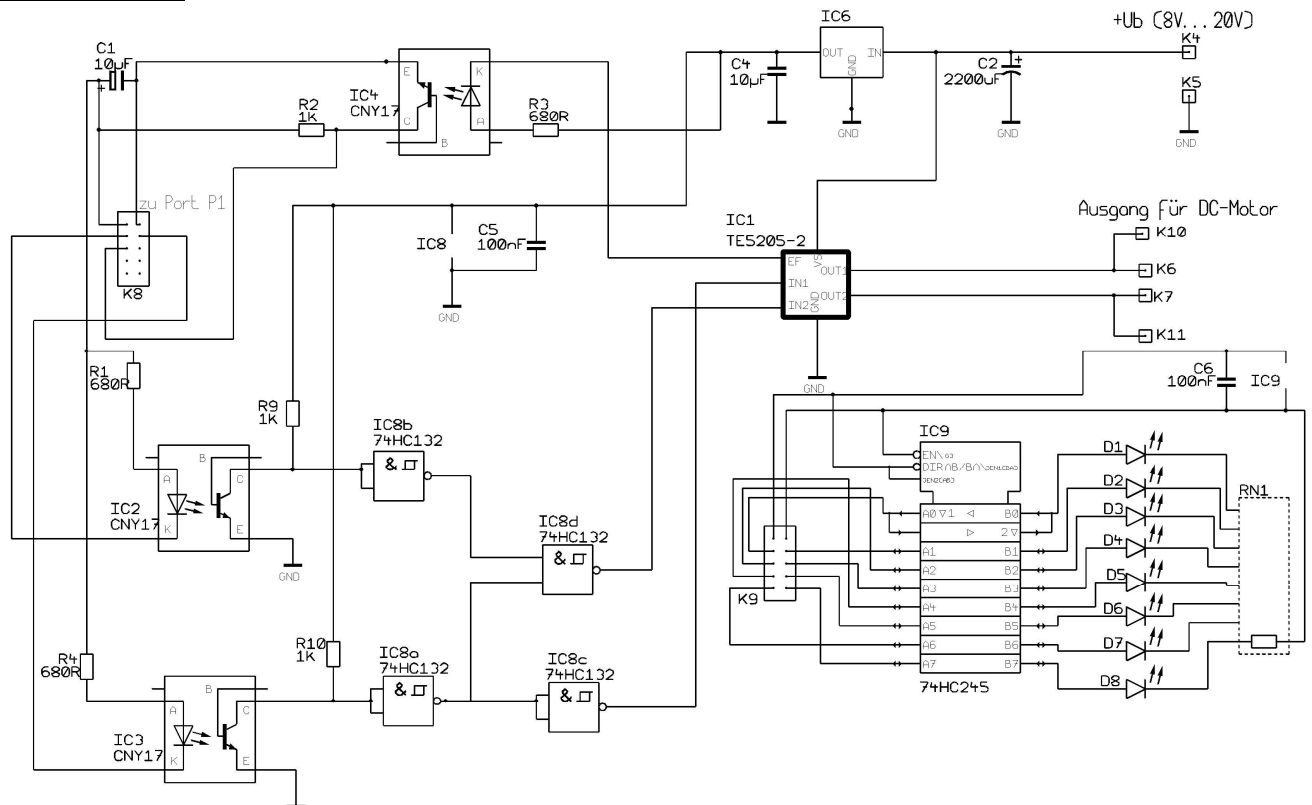 IC6
+Ub (8V...20V)
K4
C1
10µF
+
E
K
IC4
CNY17
C
A
B
R2
1K
R3
680R
C4
10µF
OUT
IN
GND
C2
+
2200uF
K5
GND
GND
GND
zu Port P1
K8
IC8
C5
100nF
GND
IC1
TE5205-2
EF
VS
IN1
IN2
OUT1
OUT2
GND
GND
Ausgang für DC-Motor
K10
K6
K7
K11
C6
100nF
IC9
R1
680R
R9
1K
IC8b
74HC132
&
B
A
C
K
E
IC2
CNY17
GND
IC8d
74HC132
&
R4
680R
R10
1K
IC8a
74HC132
&
IC8c
74HC132
&
B
A
C
K
E
IC3
CNY17
IC9
EN\G3
A0 1
B0
2
A1 B1
A2 B2
A3 B3
A4 B4
A5 B5
A6 B6
A7 B7
74HC245
K9
D1
D2
D3
D4
D5
D6
D7
D8
RN1